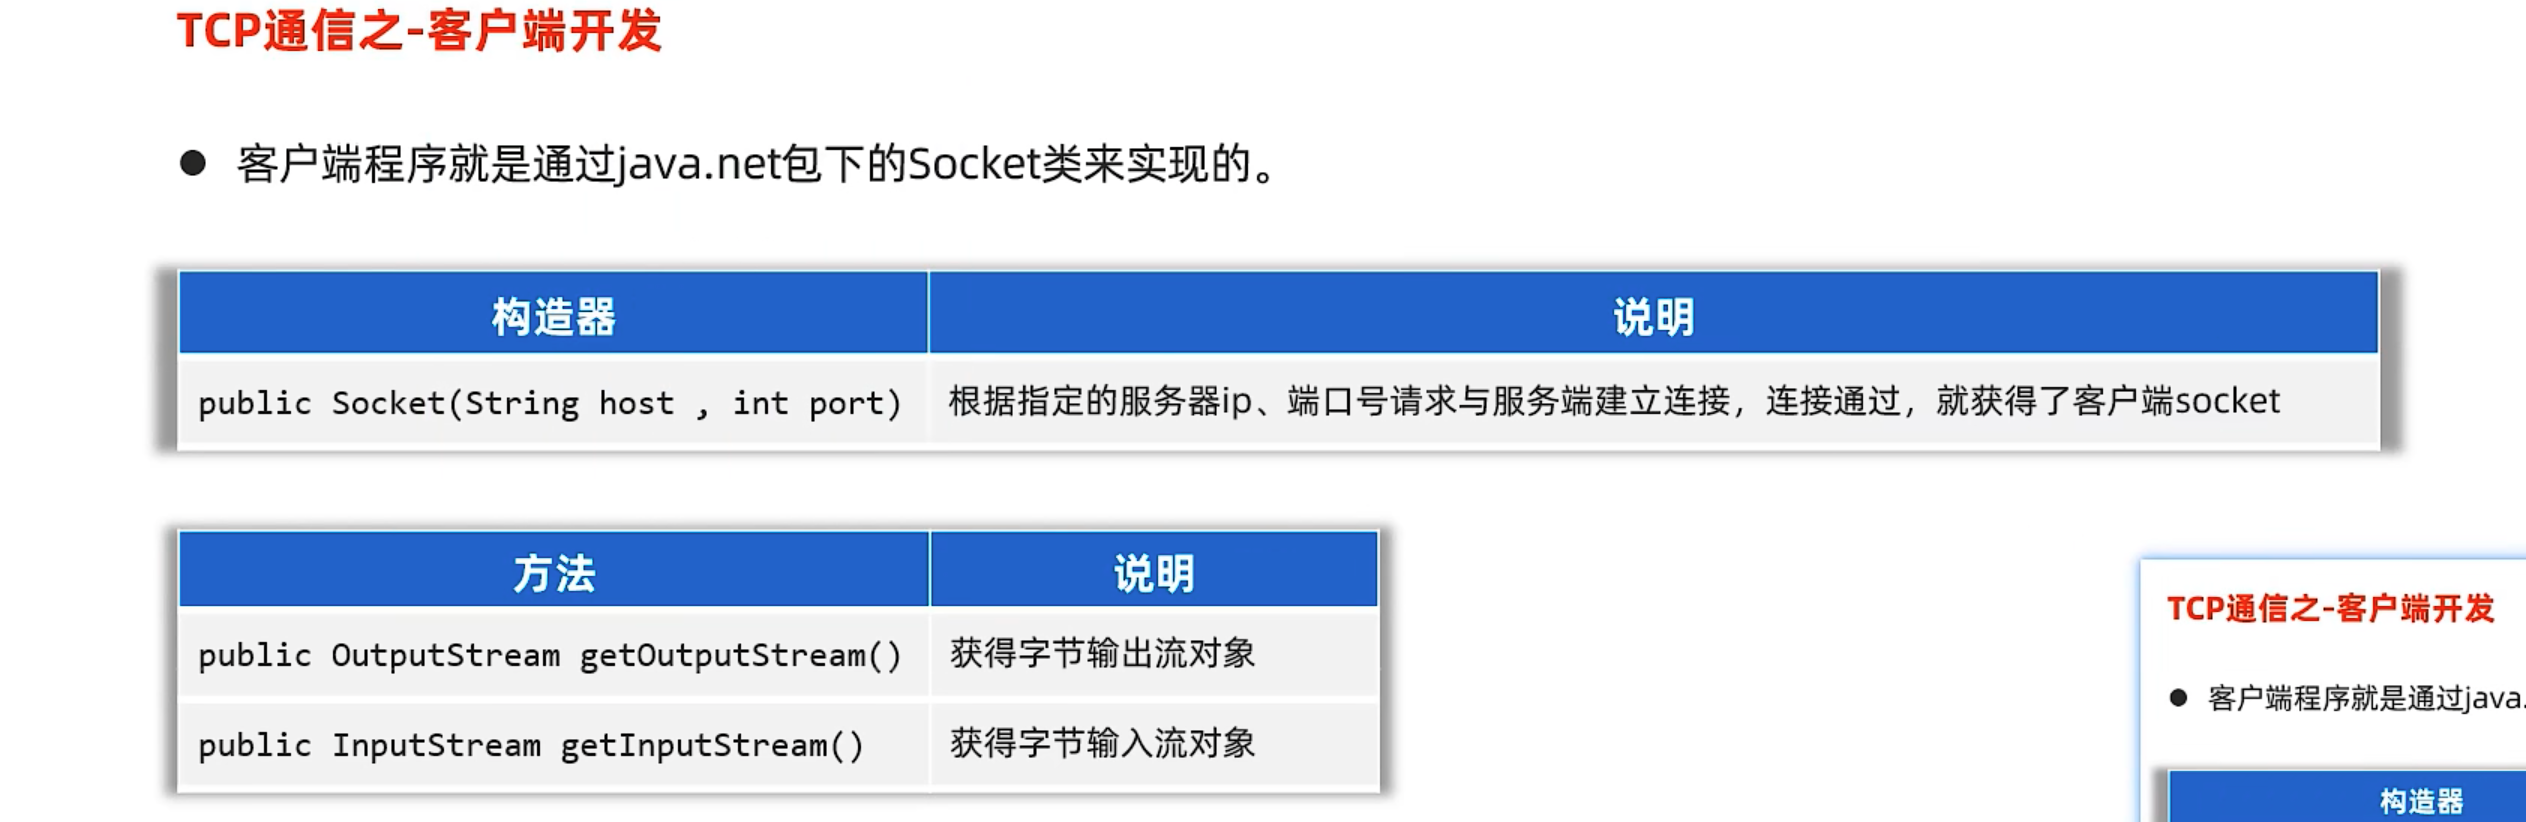 TCP通信之-客户端开发
● 客户端程序就是通过java.net包下的Socket类来实现的。
构造器 说明
public Socket(String host , int port) 根据指定的服务器ip、端口号请求与服务端建立连接，连接通过，就获得了客户端socket
方法 说明
public OutputStream getOutputStream() 获得字节输出流对象
public InputStream getInputStream() 获得字节输入流对象
TCP通信之-客户端开发
● 客户端程序就是通过java.
构造器